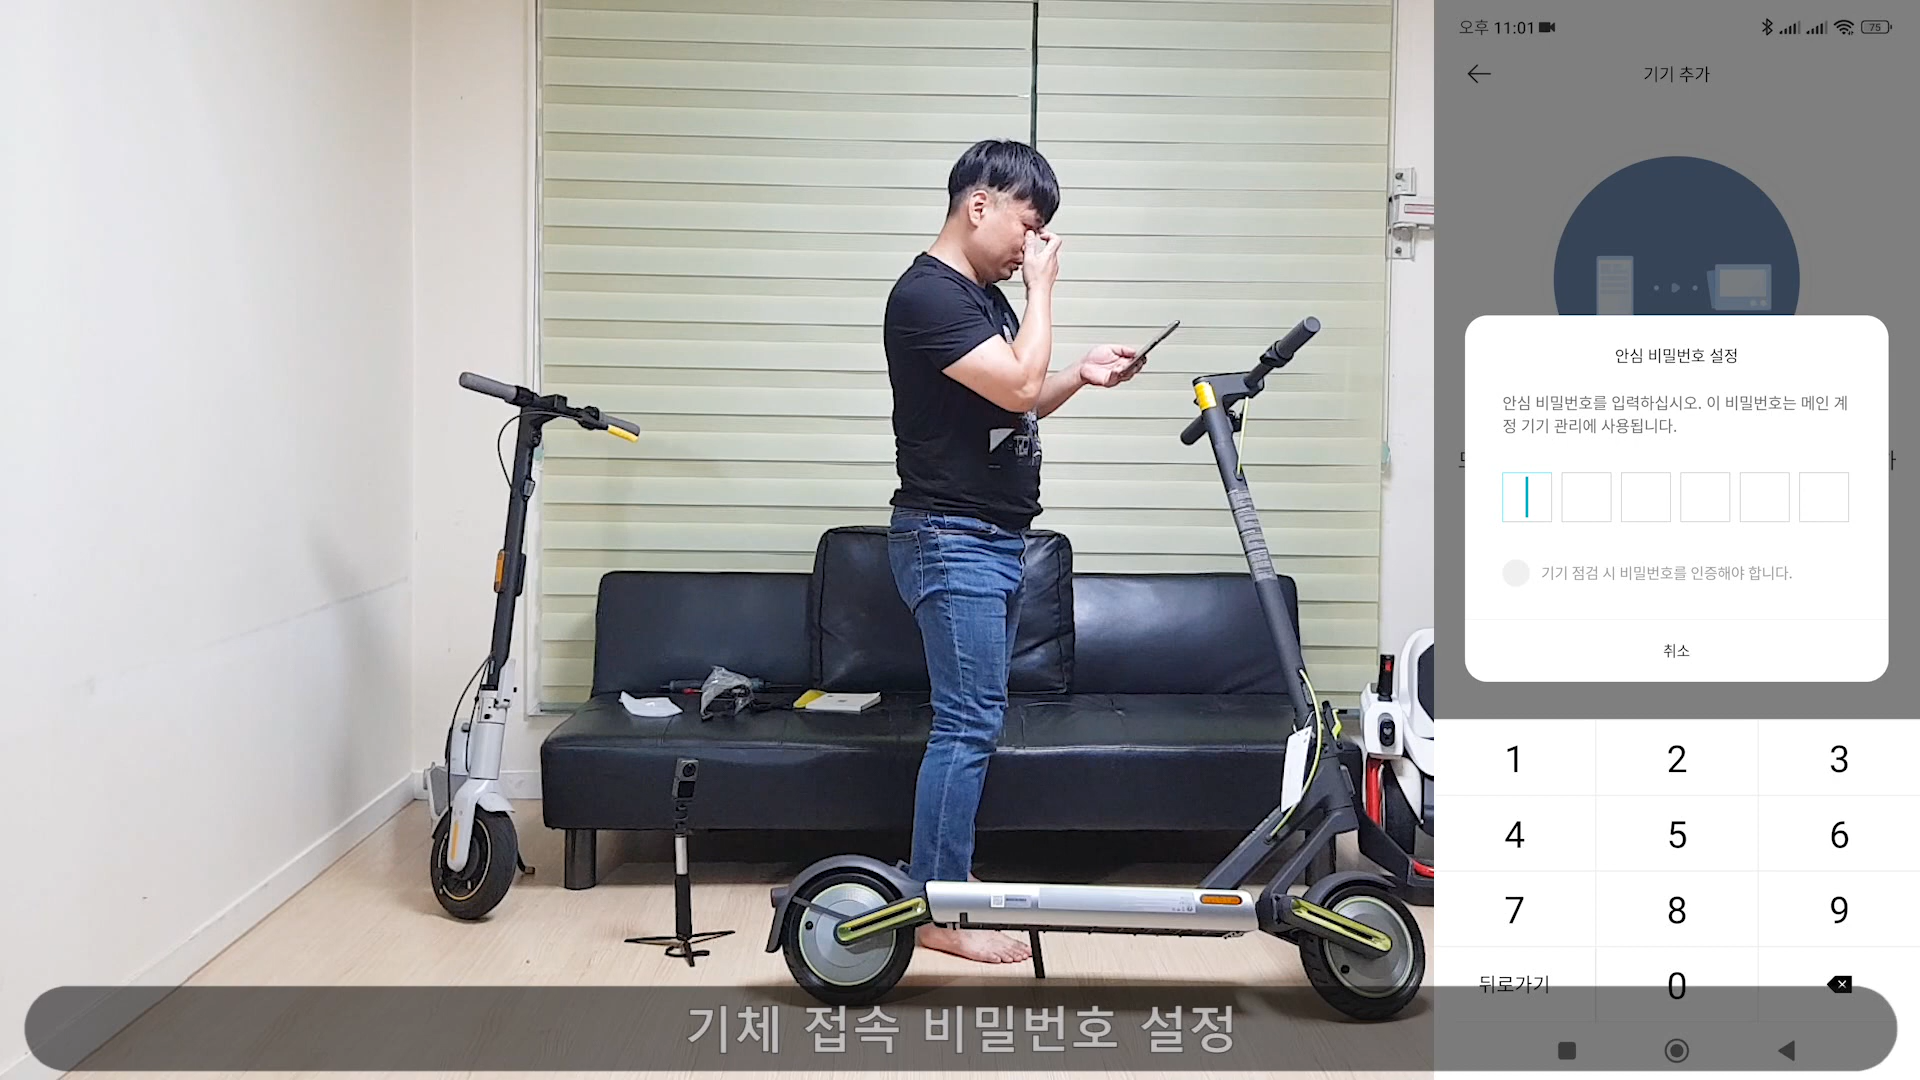 오후 11:01
75
기기 추가
안심 비밀번호 설정
안심 비밀번호를 입력하십시오. 이 비밀번호는 메인 계
정 기기 관리에 사용됩니다.
기기 점검 시 비밀번호를 인증해야 합니다.
취소
1 2 3
4 5 6
7 8 9
뒤로가기 0
기체 접속 비밀번호 설정